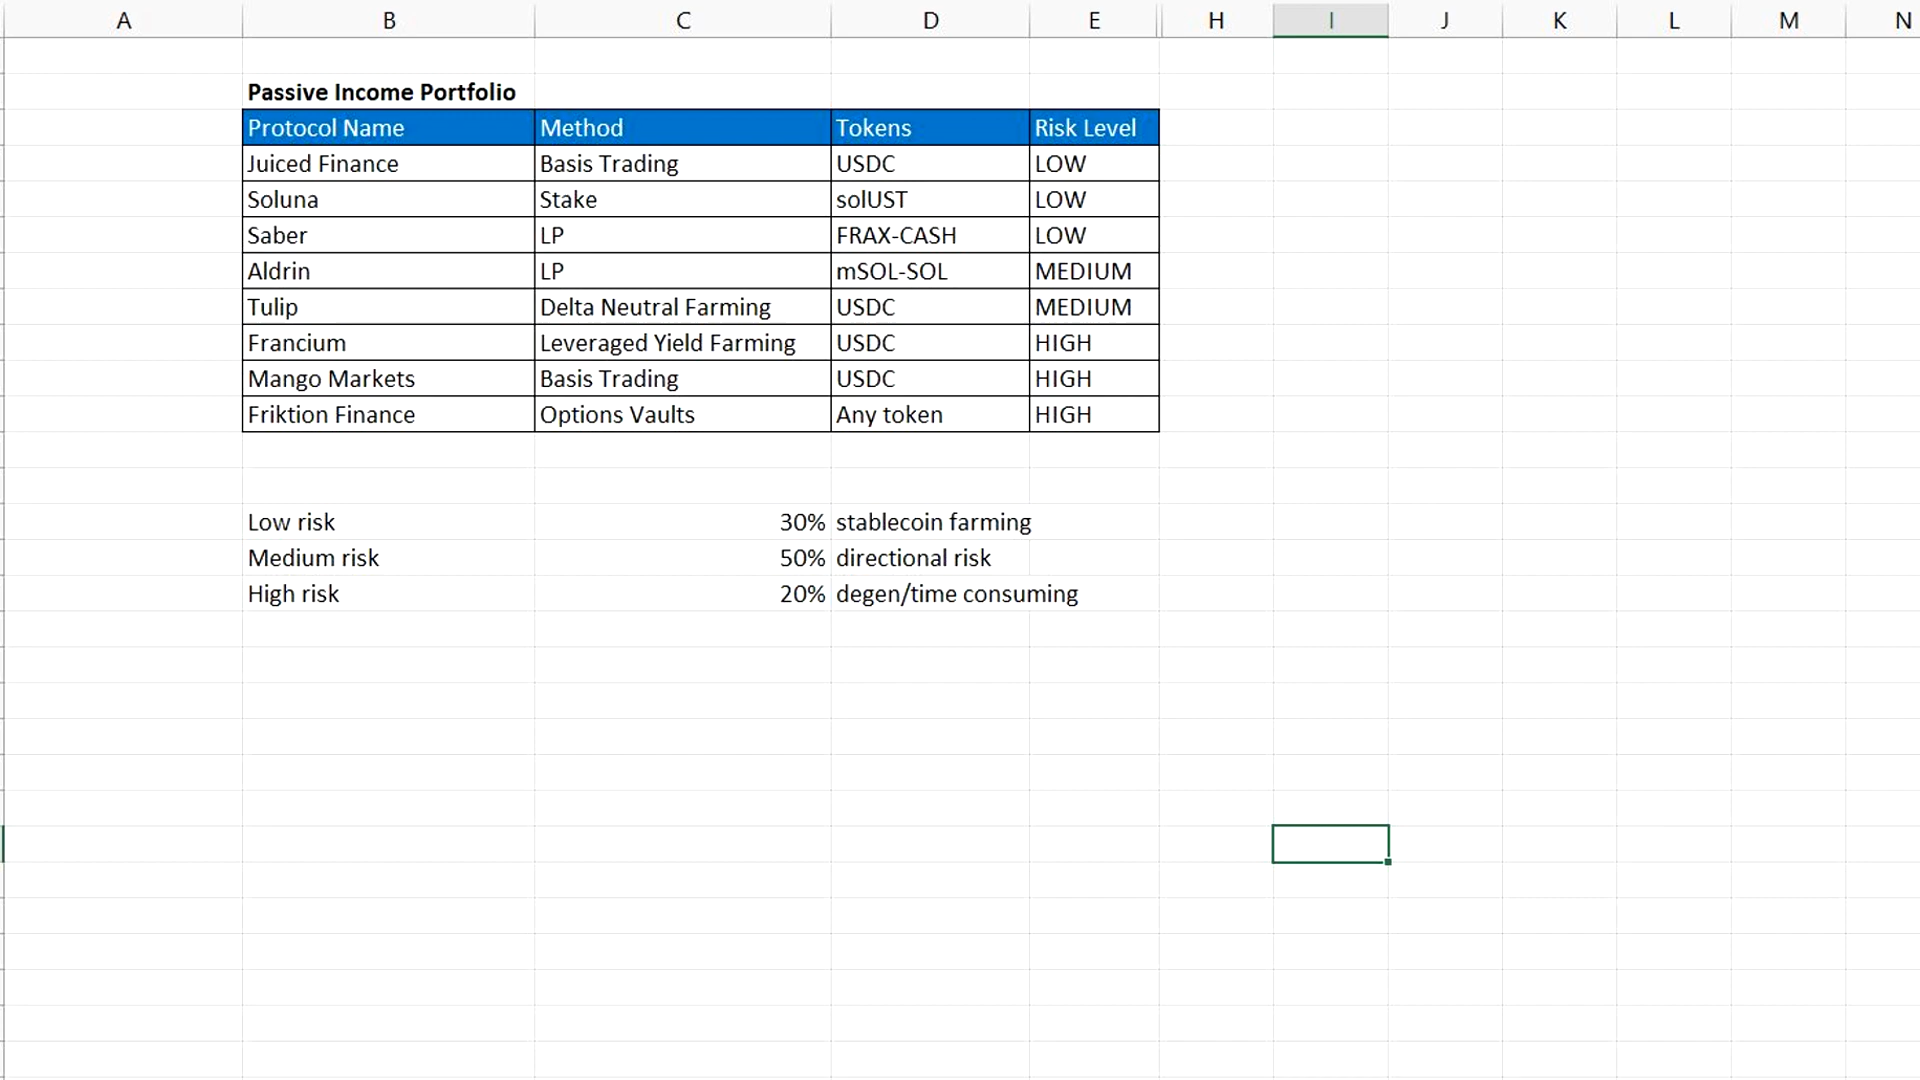 A B C D E H I J K L M N
Passive Income Portfolio
Protocol Name Method Tokens Risk Level
Juiced Finance Basis Trading USDC LOW
Soluna Stake solUST LOW
Saber LP FRAX-CASH LOW
Aldrin LP mSOL-SOL MEDIUM
Tulip Delta Neutral Farming USDC MEDIUM
Francium Leveraged Yield Farming USDC HIGH
Mango Markets Basis Trading USDC HIGH
Friktion Finance Options Vaults Any token HIGH
Low risk 30% stablecoin farming
Medium risk 50% directional risk
High risk 20% degen/time consuming